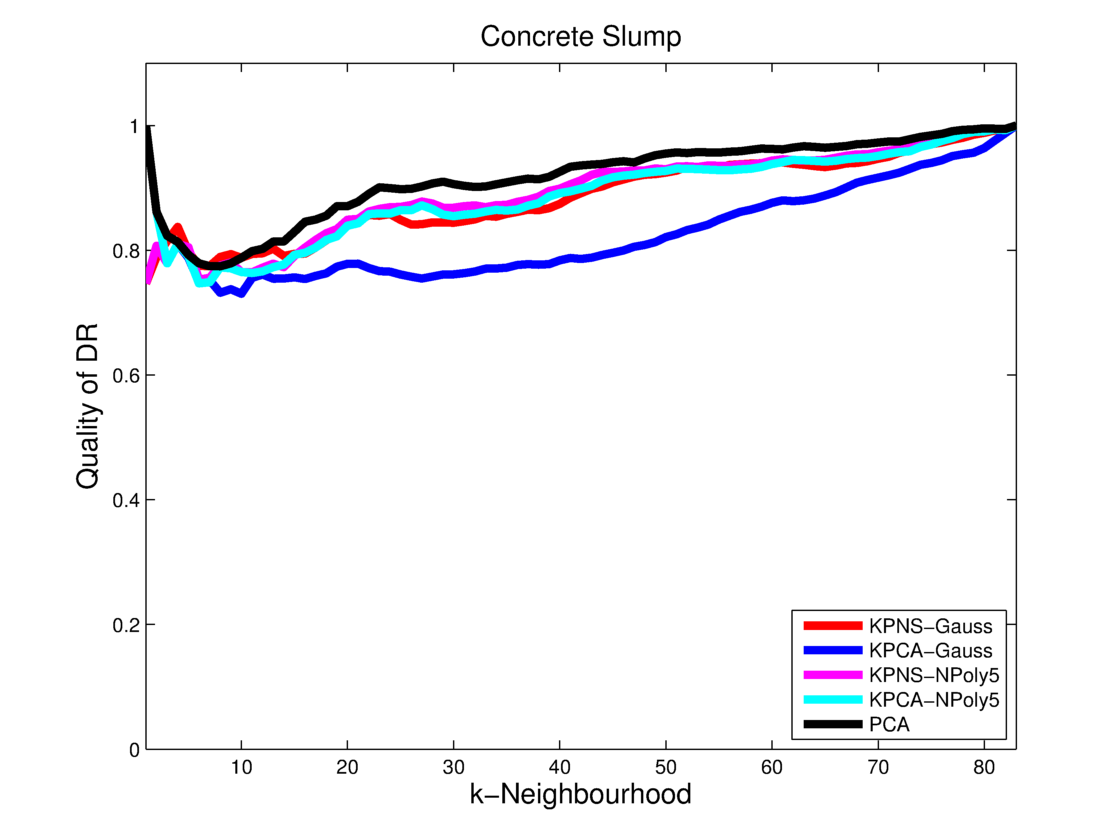 Concrete Slump
Quality of DR
1
0.8
0.6
0.4
0.2
0
10 20 30 40 50 60 70 80
k−Neighbourhood
KPNS−Gauss
KPCA−Gauss
KPNS−NPoly5
KPCA−NPoly5
PCA